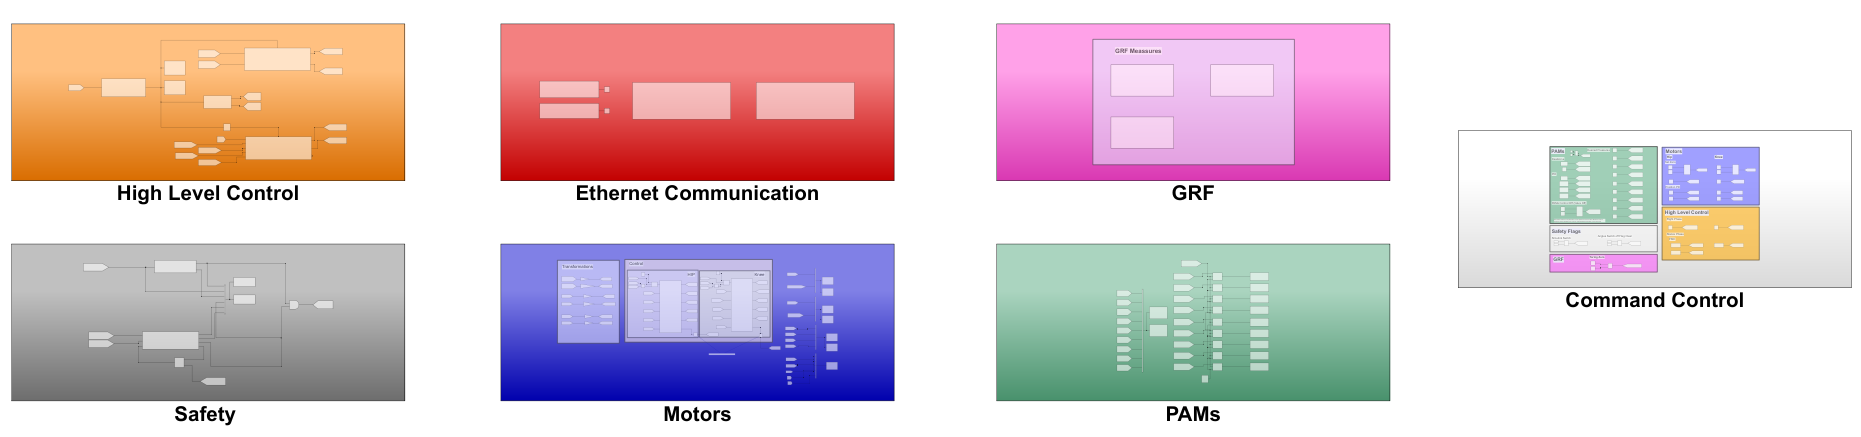 GRF Meassures
High Level Control
Ethernet Communication
GRF
PAMs
Motors
High Level Control
Safety Flags
GRF
Command Control
Transformations
Control
Safety
Motors
PAMs